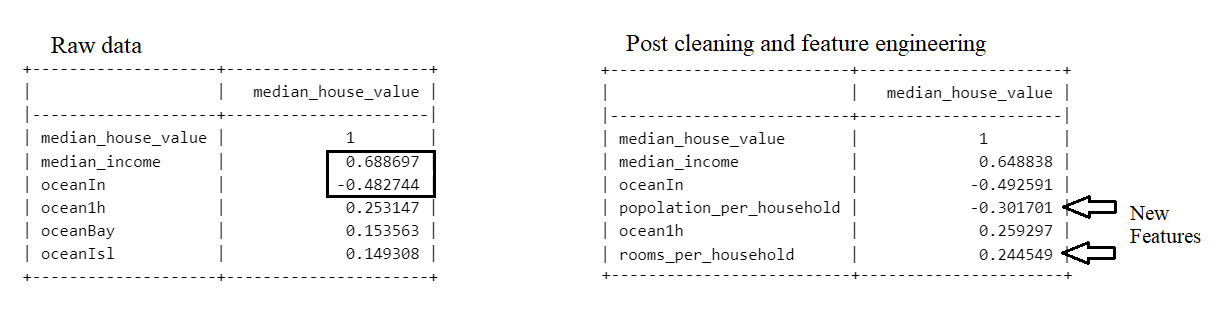 Raw data
+--------------------+----------------------+
| | median_house_value |
|--------------------+----------------------|
| median_house_value | 1 |
| median_income | 0.688697 |
| oceanIn | -0.482744 |
| ocean1h | 0.253147 |
| oceanBay | 0.153563 |
| oceanIsl | 0.149308 |
+--------------------+----------------------+
Post cleaning and feature engineering
+--------------------------+----------------------+
| | median_house_value |
|--------------------------+----------------------|
| median_house_value | 1 |
| median_income | 0.648838 |
| oceanIn | -0.492591 |
| popolation_per_household | -0.301701 |
| ocean1h | 0.259297 |
| rooms_per_household | 0.244549 |
+--------------------------+----------------------+
New
Features